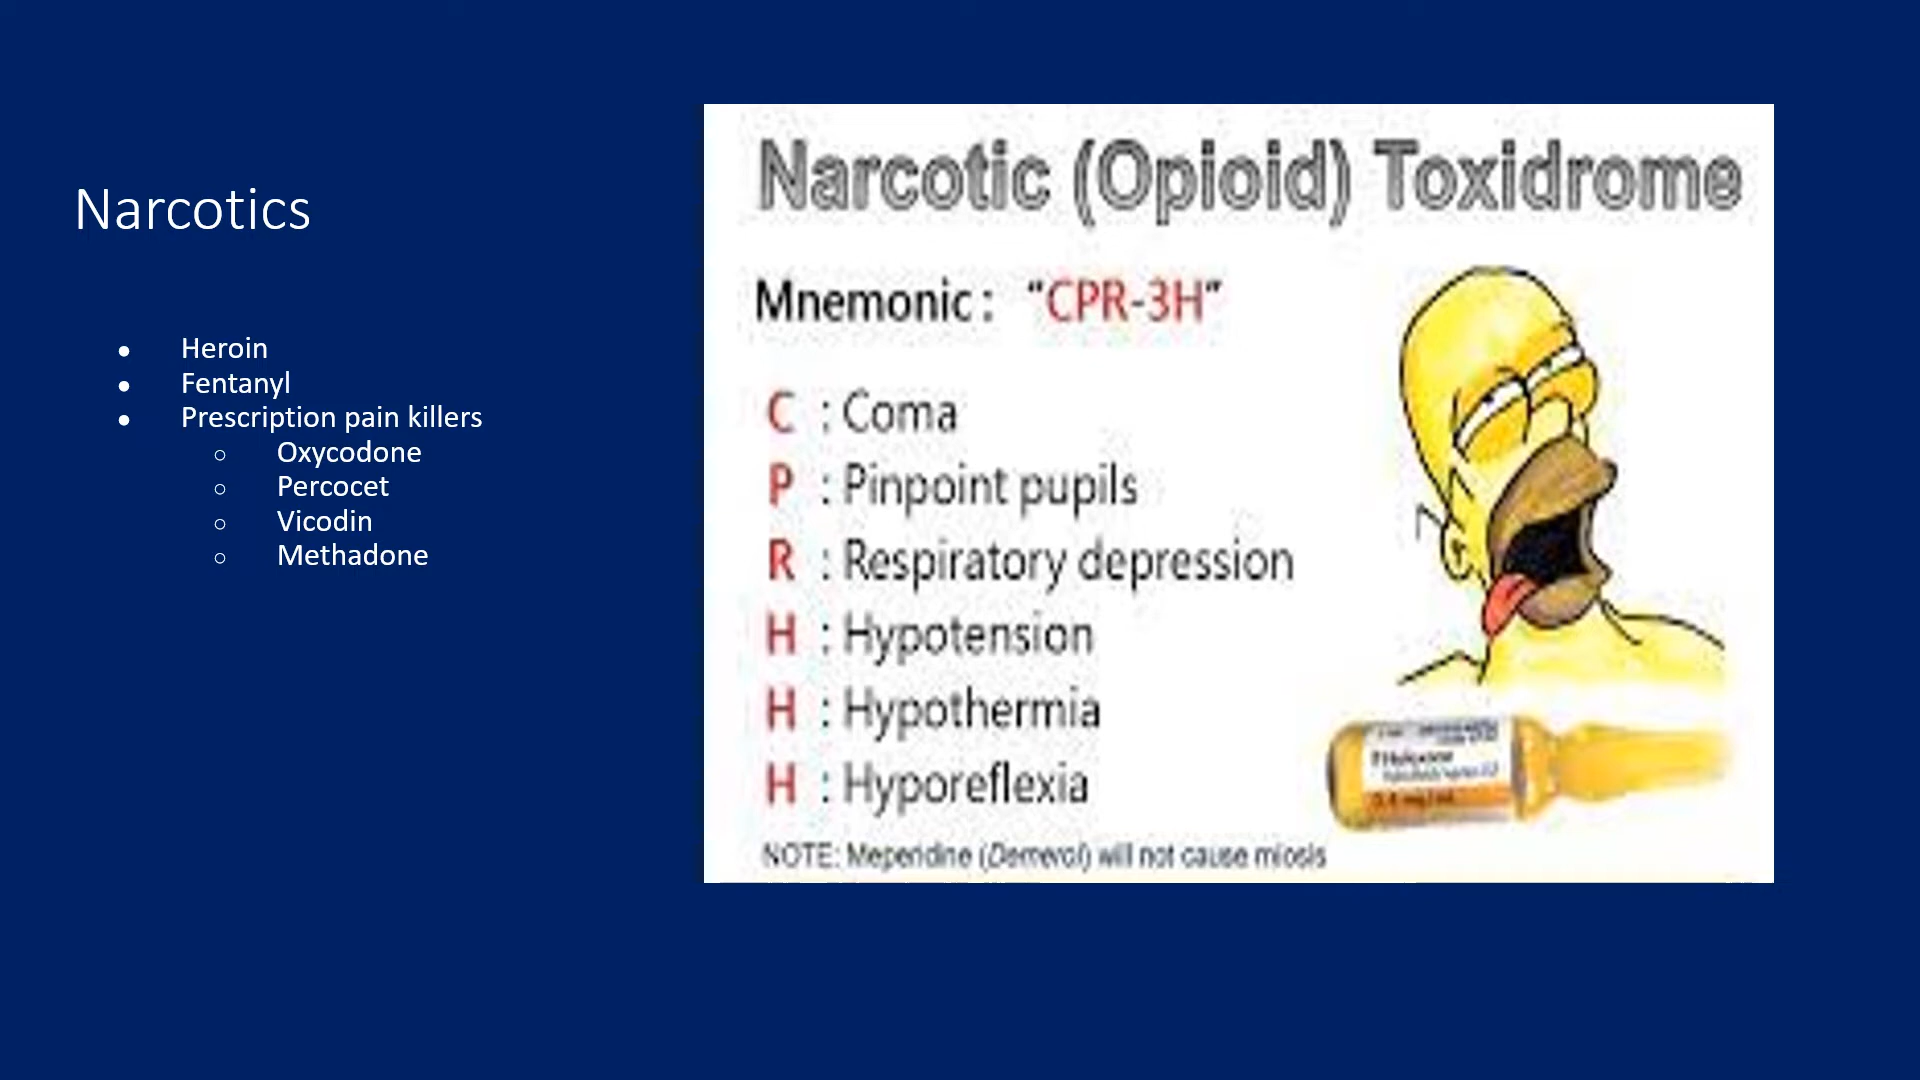 Narcotics
Heroin
Fentanyl
Prescription pain killers
Oxycodone
Percocet
Vicodin
Methadone
Narcotic (Opioid) Toxidrome
Mnemonic: "CPR-3H"
C : Coma
P : Pinpoint pupils
R : Respiratory depression
H : Hypotension
H : Hypothermia
H : Hyporeflexia
NOTE: Meperidine (Demerol) will not cause miosis